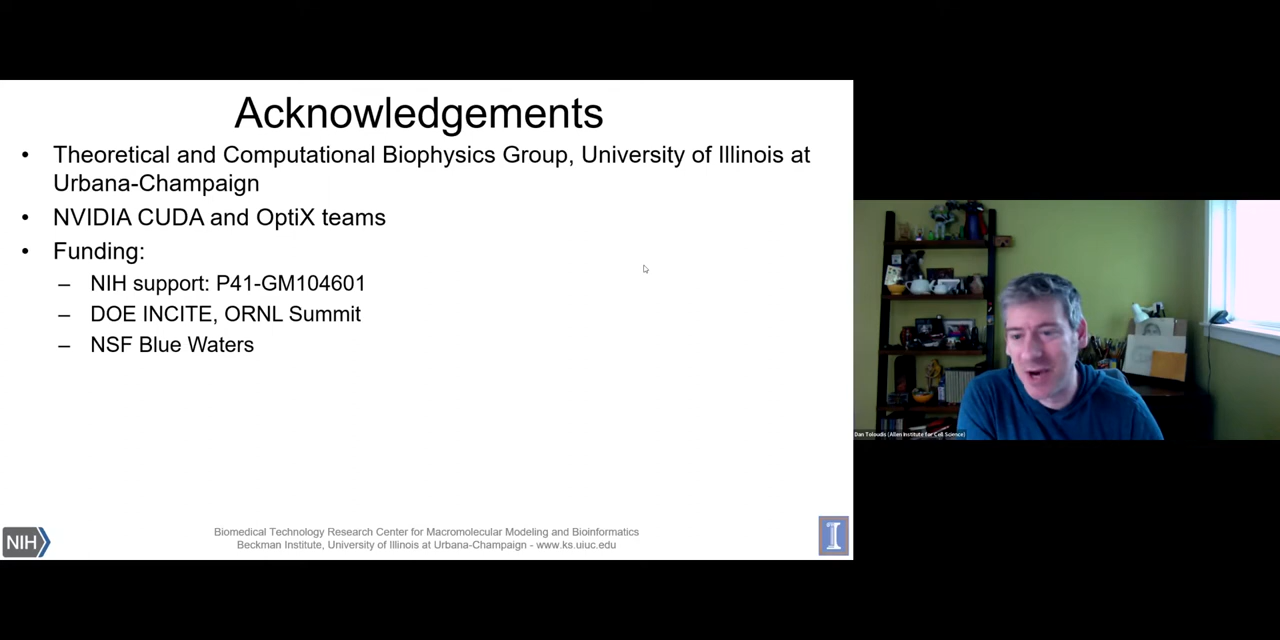 Acknowledgements
• Theoretical and Computational Biophysics Group, University of Illinois at
Urbana-Champaign
• NVIDIA CUDA and OptiX teams
• Funding:
– NIH support: P41-GM104601
– DOE INCITE, ORNL Summit
– NSF Blue Waters
Dan Toloudis (Allen Institute for Cell Science)
Biomedical Technology Research Center for Macromolecular Modeling and Bioinformatics
Beckman Institute, University of Illinois at Urbana-Champaign - www.ks.uiuc.edu
NIH
I